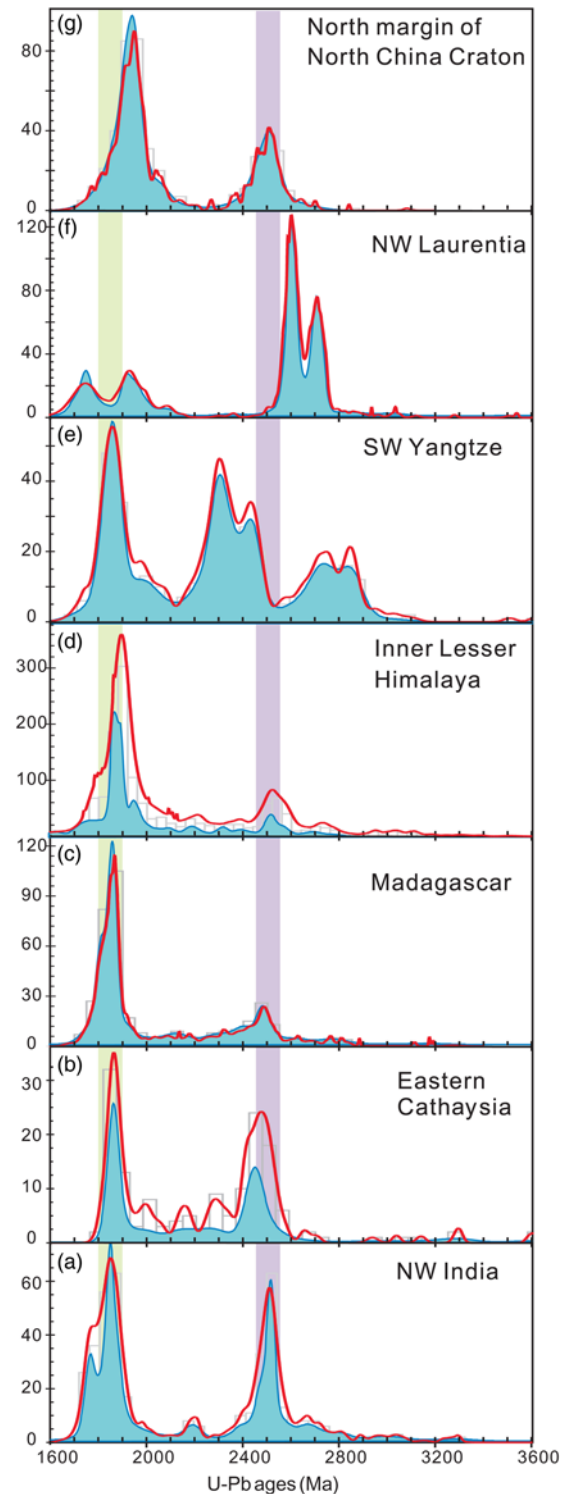 (g)
North margin of
North China Craton
80
40
0
(f)
NW Laurentia
120
80
40
0
(e)
SW Yangtze
40
20
0
(d)
Inner Lesser
Himalaya
300
200
100
(c)
Madagascar
120
90
60
30
0
(b)
Eastern
Cathaysia
30
20
10
0
(a)
NW India
60
40
20
0
1600 2000 2400 2800 3200 3600
U-Pb ages (Ma)